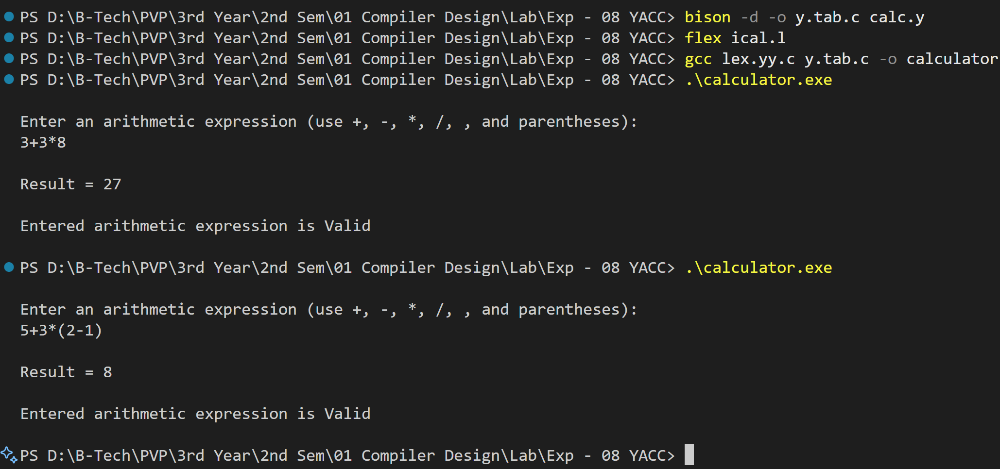 PS D:\B-Tech\PVP\3rd Year\2nd Sem\01 Compiler Design\Lab\Exp - 08 YACC> bison -d -o y.tab.c calc.y
PS D:\B-Tech\PVP\3rd Year\2nd Sem\01 Compiler Design\Lab\Exp - 08 YACC> flex ical.l
PS D:\B-Tech\PVP\3rd Year\2nd Sem\01 Compiler Design\Lab\Exp - 08 YACC> gcc lex.yy.c y.tab.c -o calculator
PS D:\B-Tech\PVP\3rd Year\2nd Sem\01 Compiler Design\Lab\Exp - 08 YACC> .\calculator.exe
Enter an arithmetic expression (use +, -, *, /, , and parentheses):
3+3*8
Result = 27
Entered arithmetic expression is Valid
PS D:\B-Tech\PVP\3rd Year\2nd Sem\01 Compiler Design\Lab\Exp - 08 YACC> .\calculator.exe
Enter an arithmetic expression (use +, -, *, /, , and parentheses):
5+3*(2-1)
Result = 8
Entered arithmetic expression is Valid
PS D:\B-Tech\PVP\3rd Year\2nd Sem\01 Compiler Design\Lab\Exp - 08 YACC>